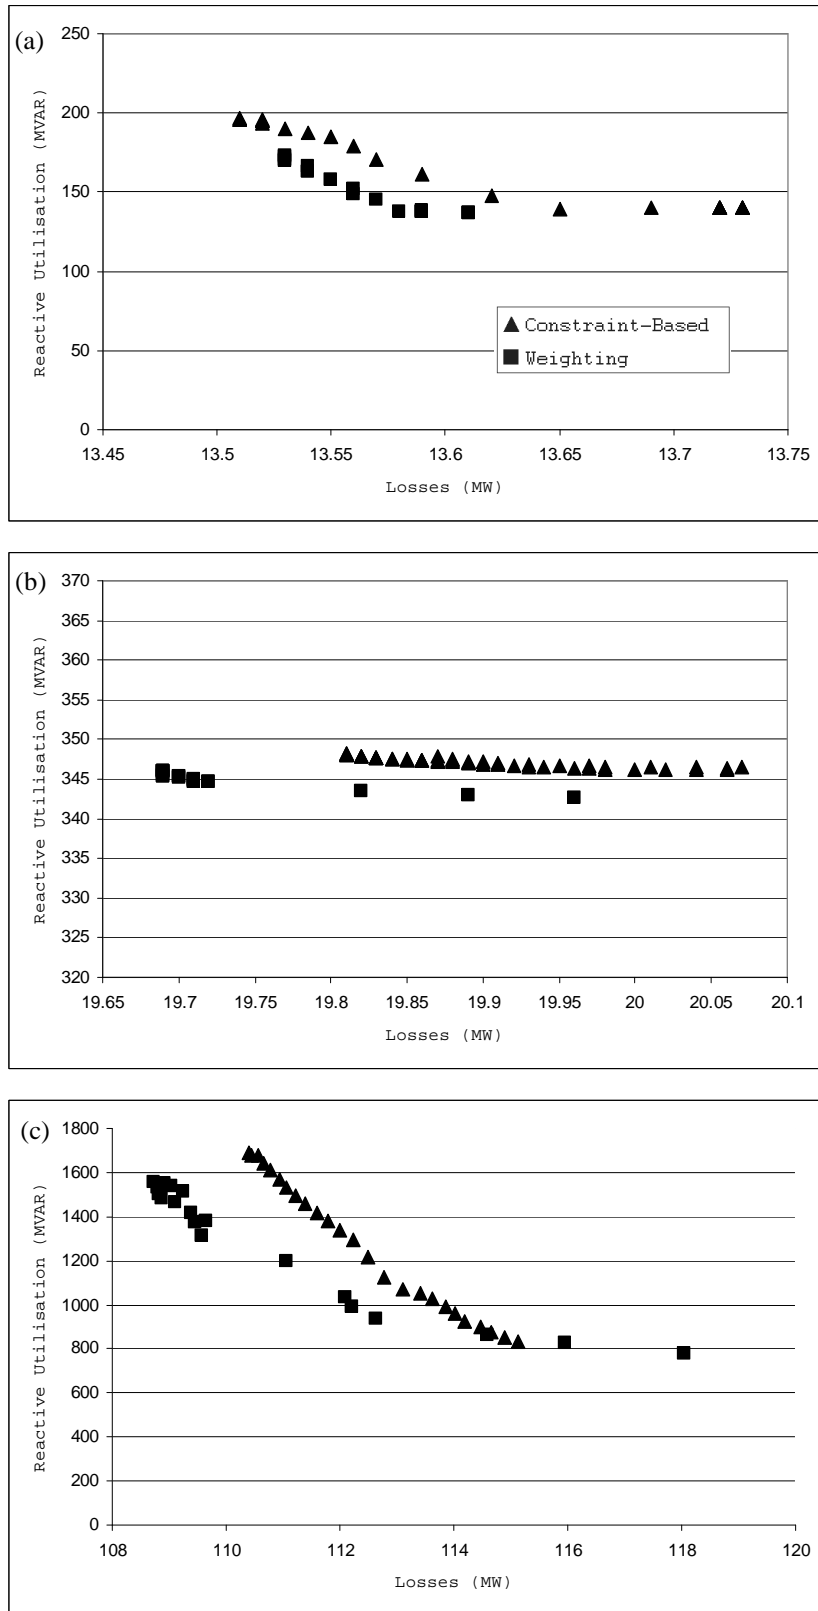 (a)
250
200
150
100
50
0
Reactive Utilisation (MVAR)
13.45 13.5 13.55 13.6 13.65 13.7 13.75
Losses (MW)
Constraint-Based
Weighting
(b)
370
365
360
355
350
345
340
335
330
325
320
Reactive Utilisation (MVAR)
19.65 19.7 19.75 19.8 19.85 19.9 19.95 20 20.05 20.1
Losses (MW)
(c)
1800
1600
1400
1200
1000
800
600
400
200
0
Reactive Utilisation (MVAR)
108 110 112 114 116 118 120
Losses (MW)